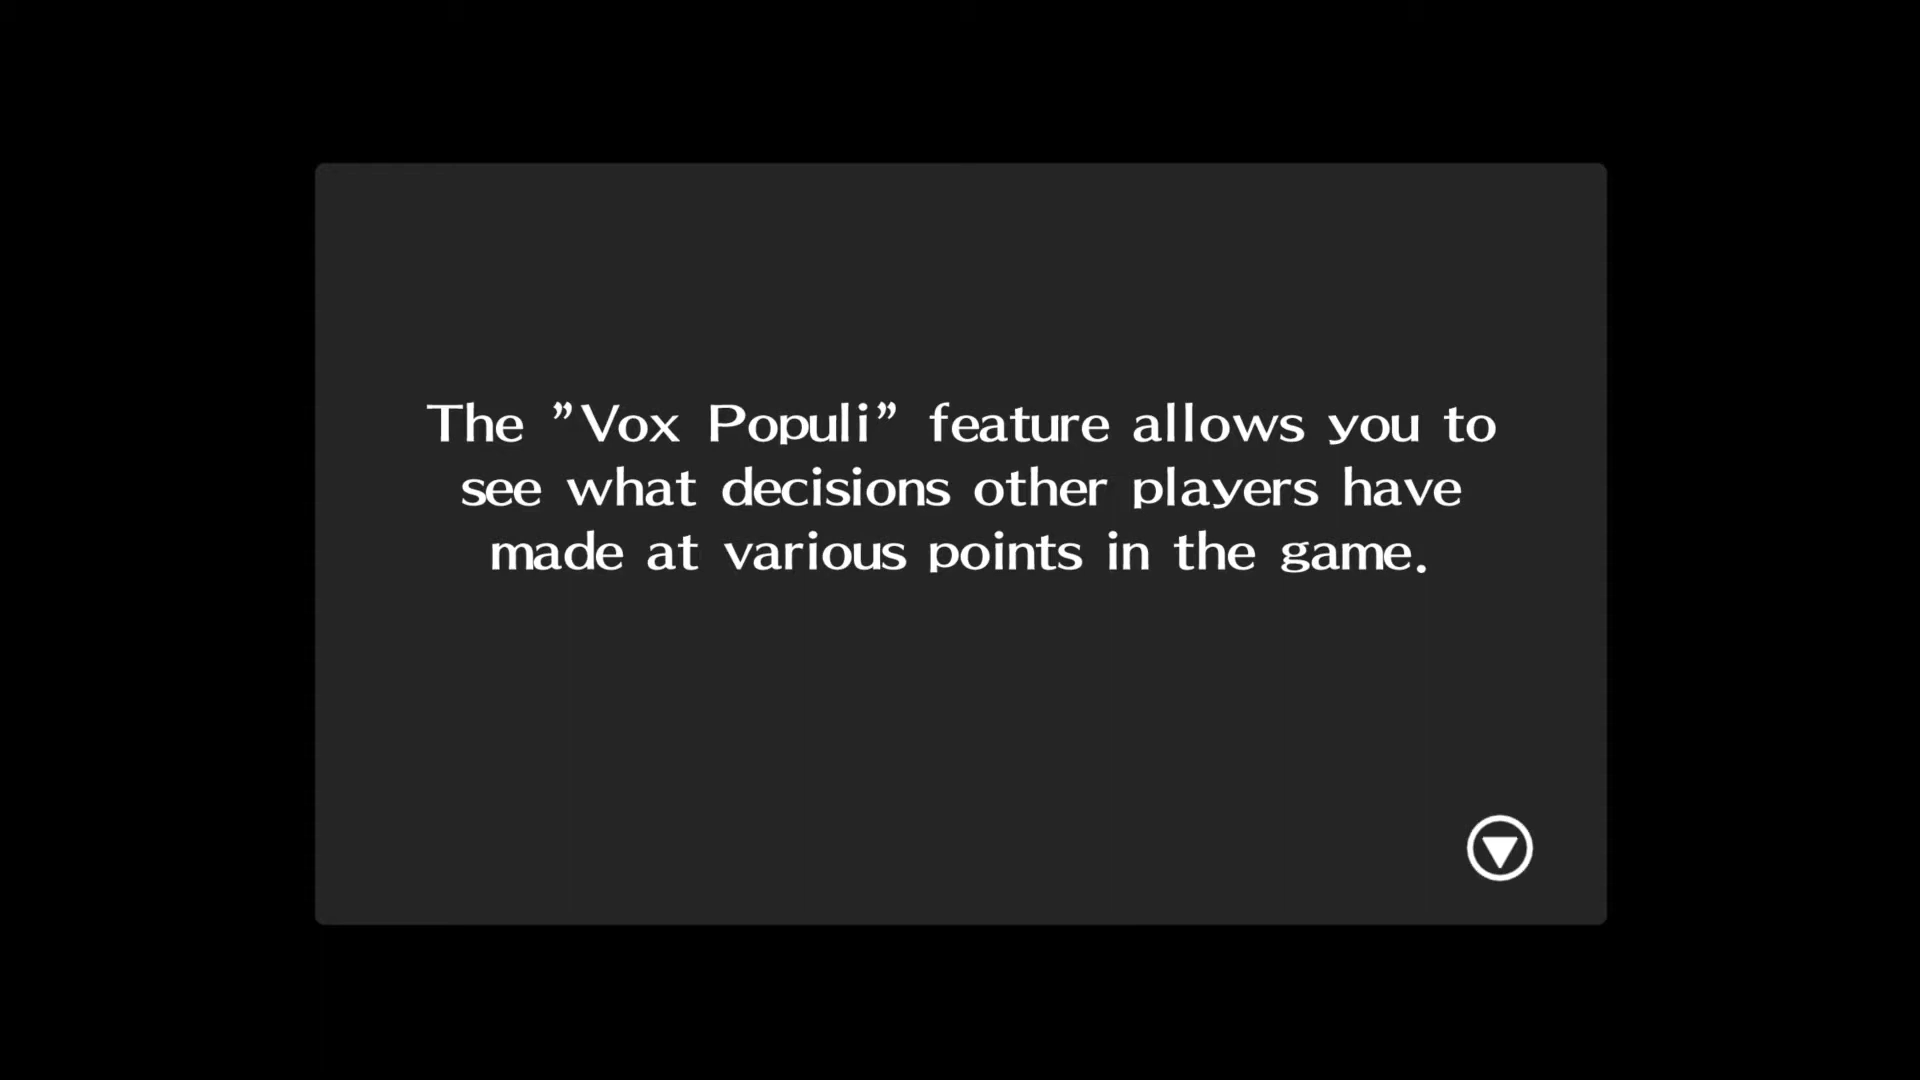 The ”Vox Populi” feature allows you to
see what decisions other players have
made at various points in the game.